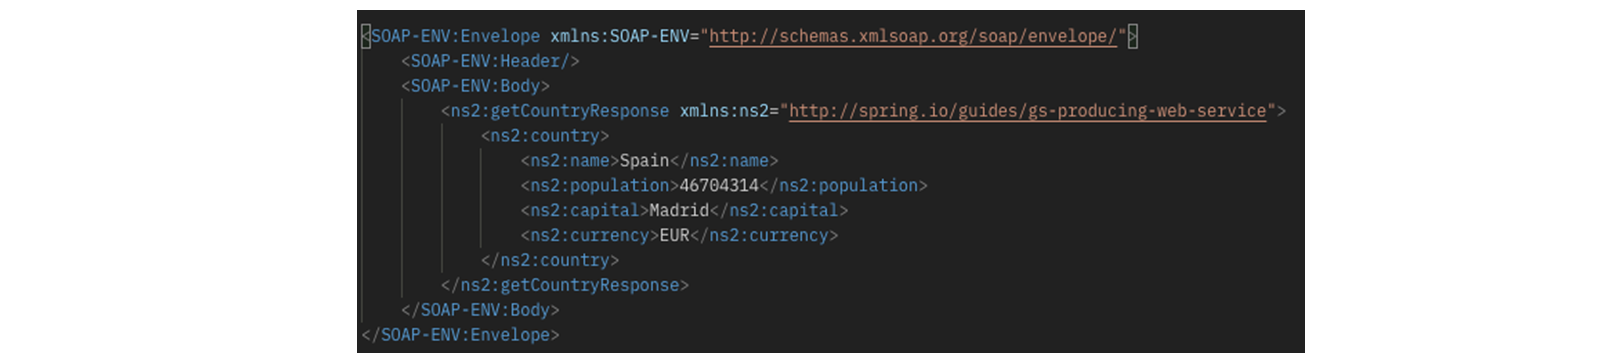 <SOAP-ENV:Envelope xmlns:SOAP-ENV="http://schemas.xmlsoap.org/soap/envelope/">
<SOAP-ENV:Header/>
<SOAP-ENV:Body>
<ns2:getCountryResponse xmlns:ns2="http://spring.io/guides/gs-producing-web-service">
<ns2:country>
<ns2:name>Spain</ns2:name>
<ns2:population>46704314</ns2:population>
<ns2:capital>Madrid</ns2:capital>
<ns2:currency>EUR</ns2:currency>
</ns2:country>
</ns2:getCountryResponse>
</SOAP-ENV:Body>
</SOAP-ENV:Envelope>